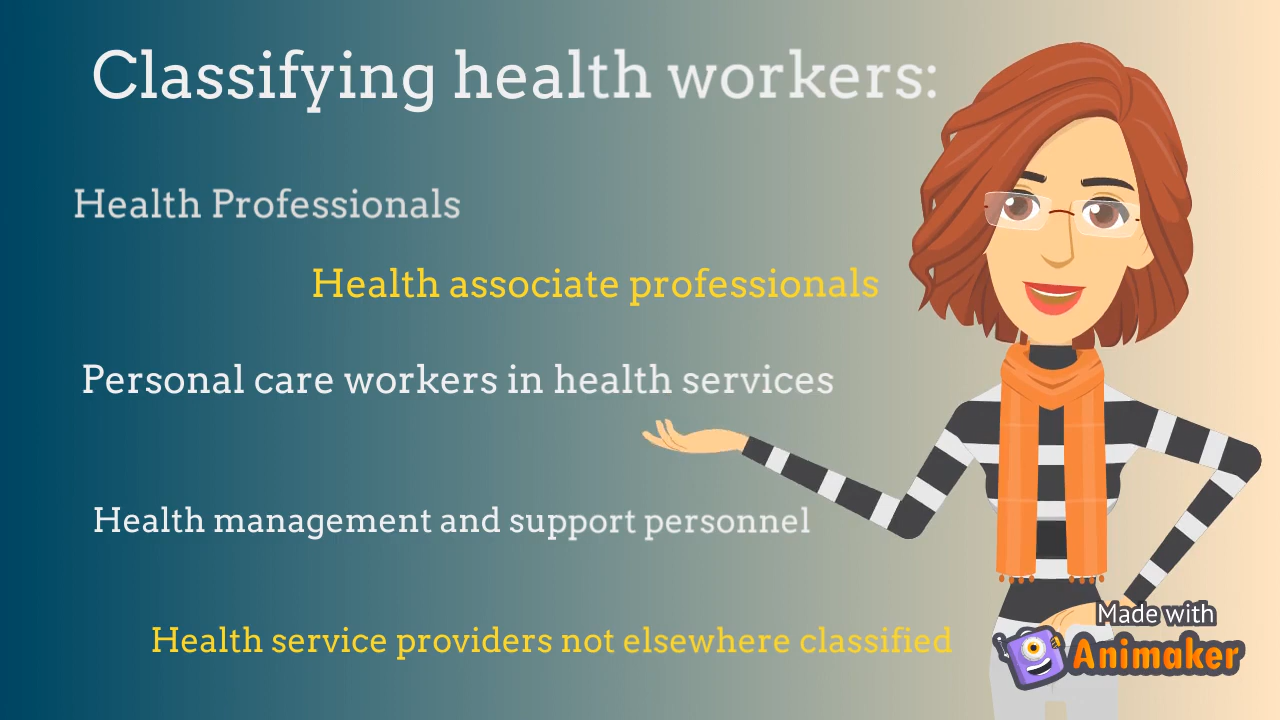 Classifying health workers:
Health Professionals
Health associate professionals
Personal care workers in health services
Health management and support personnel
Health service providers not elsewhere classified
Made with
Animaker